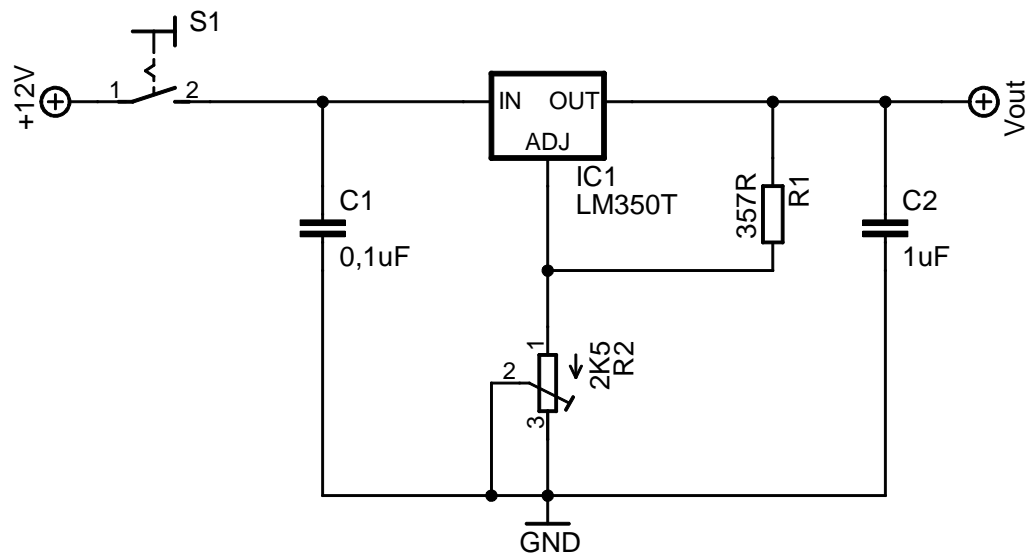 S1
+12V
1
2
IN
OUT
ADJ
IC1
LM350T
Vout
C1
0,1uF
357R
R1
C2
1uF
1
2
3
2K5
R2
GND